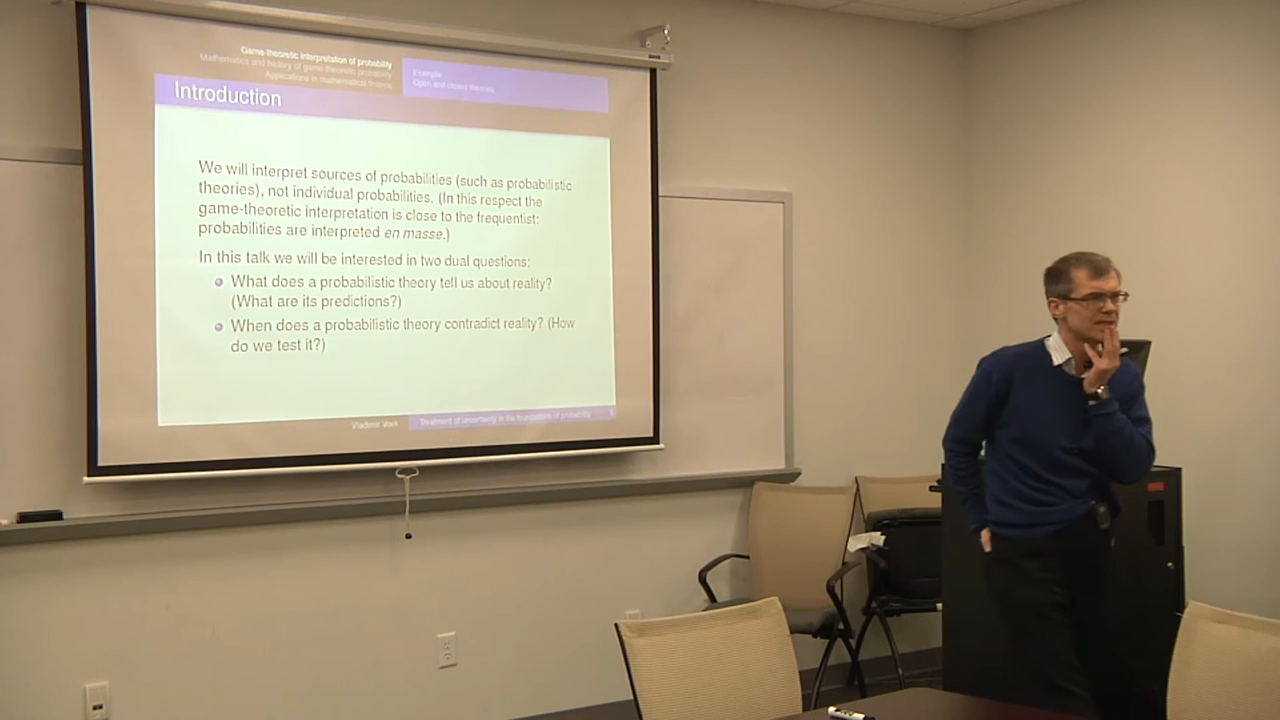 Game-theoretic interpretation of probability
Mathematics and history of game-theoretic probability
Applications in mathematical finance
Example
Open and closed theories
Introduction
We will interpret sources of probabilities (such as probabilistic
theories), not individual probabilities. (In this respect the
game-theoretic interpretation is close to the frequentist:
probabilities are interpreted en masse.)
In this talk we will be interested in two dual questions:
What does a probabilistic theory tell us about reality?
(What are its predictions?)
When does a probabilistic theory contradict reality? (How
do we test it?)
Vladimir Vovk
Treatment of uncertainty in the foundations of probability